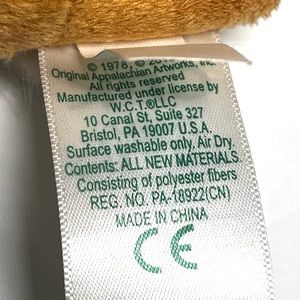 © 1978, 2
Original Appalachian Artworks, Inc.
All rights reserved
Manufactured under license by
W.C.T.®LLC
10 Canal St, Suite 327
Bristol, PA 19007 U.S.A.
Surface washable only, Air Dry.
Contents: ALL NEW MATERIALS.
Consisting of polyester fibers
REG. NO. PA-18922(CN)
MADE IN CHINA
CE